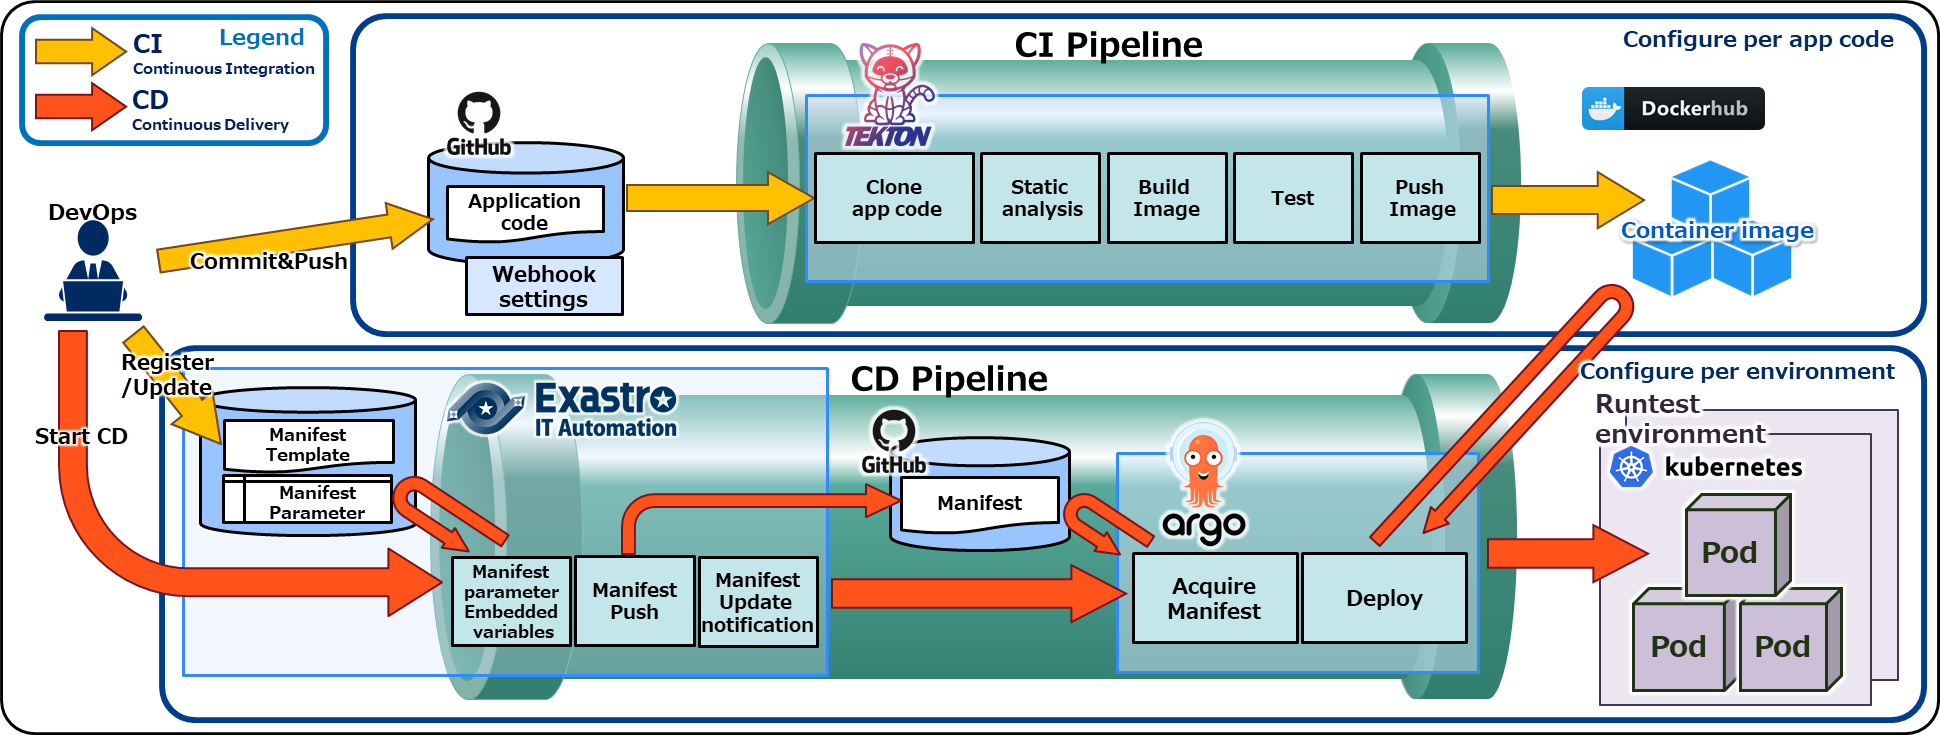 Legend
CI
Continuous Integration
CD
Continuous Delivery
CI Pipeline
Configure per app code
GitHub
Application
code
Webhook
settings
TEKTON
Clone
app code
Static
analysis
Build
Image
Test
Push
Image
Dockerhub
Container image
DevOps
Commit&Push
Register
/Update
Start CD
CD Pipeline
Configure per environment
Manifest
Template
Manifest
Parameter
Exastro
IT Automation
Manifest
parameter
Embedded
variables
Manifest
Push
Manifest
Update
notification
GitHub
Manifest
argo
Acquire
Manifest
Deploy
Runtest
environment
kubernetes
Pod
Pod
Pod